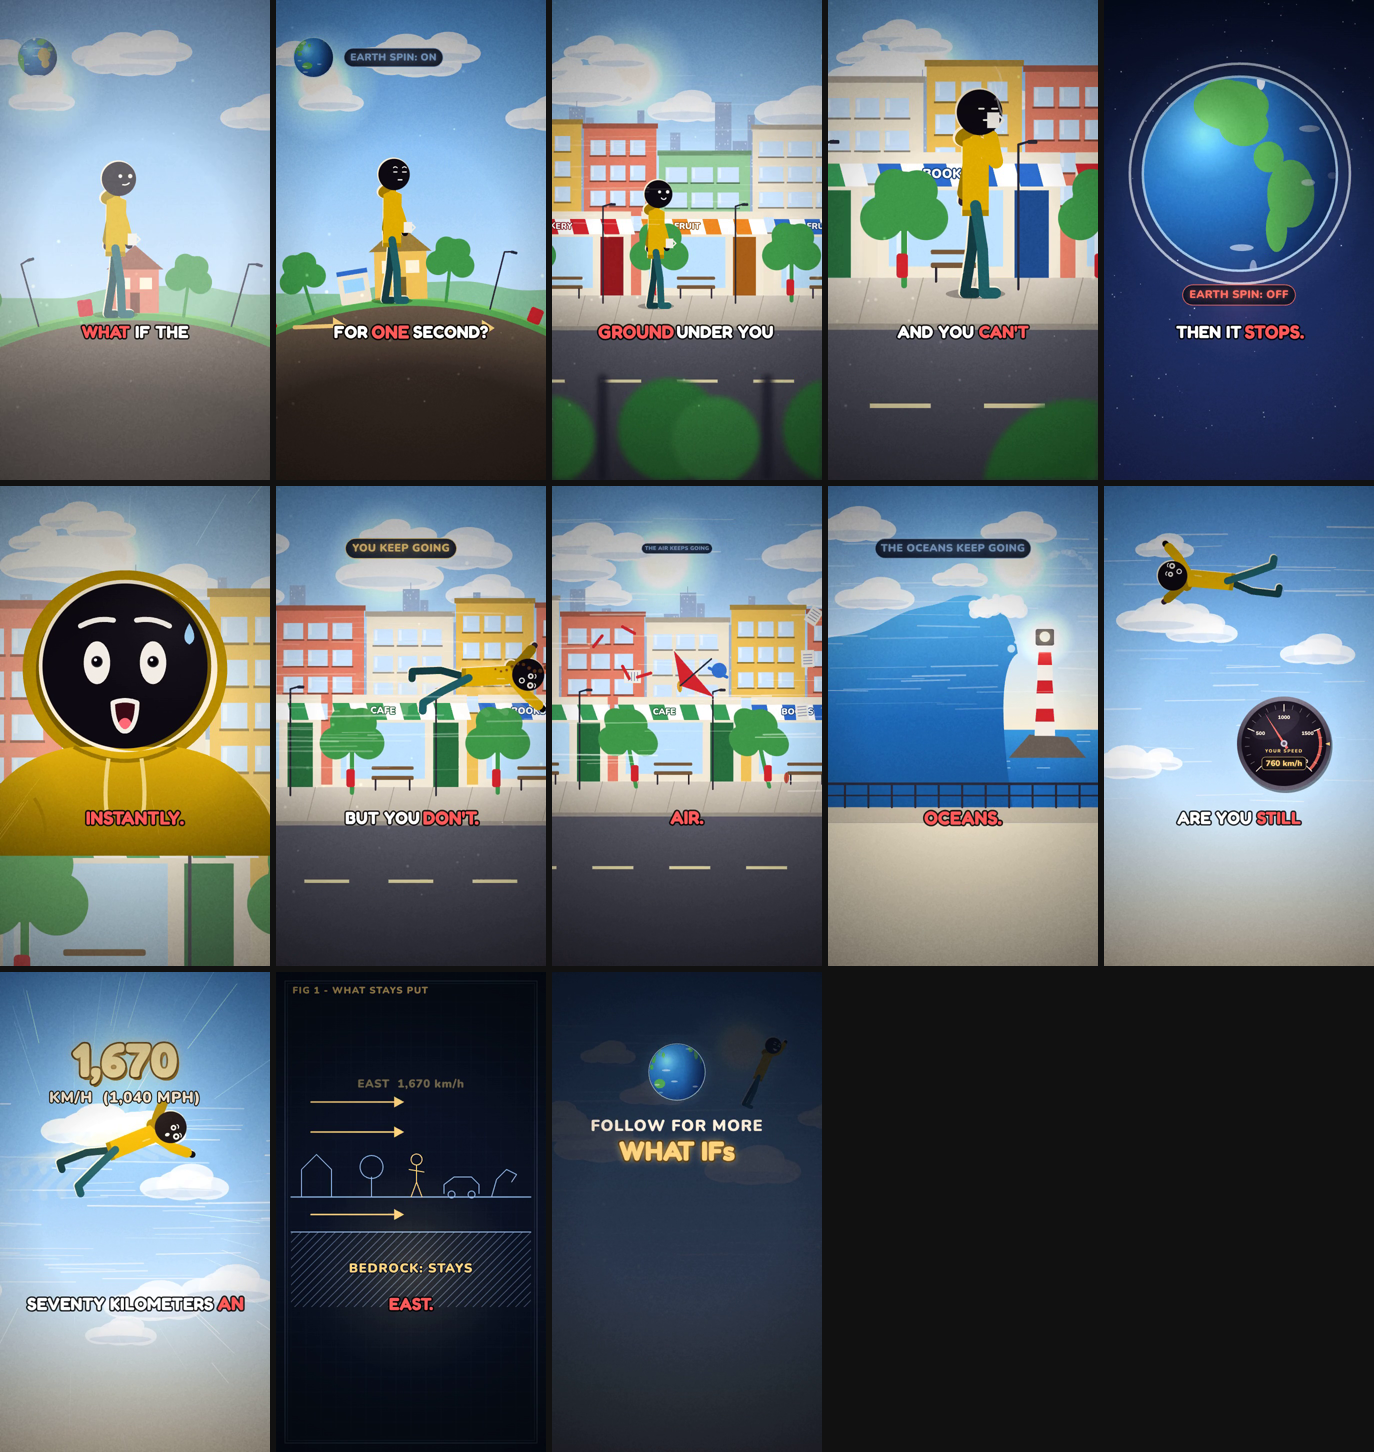 WHAT IF THE
EARTH SPIN: ON
FOR ONE SECOND?
KERY
FRUIT
FRU
GROUND UNDER YOU
BOOK
AND YOU CAN'T
EARTH SPIN: OFF
THEN IT STOPS.
INSTANTLY.
YOU KEEP GOING
CAFE
BOOKS
BUT YOU DON'T.
THE AIR KEEPS GOING
CAFE
BOOKS
AIR.
THE OCEANS KEEP GOING
OCEANS.
500
1000
1500
YOUR SPEED
760 km/h
ARE YOU STILL
1,670
KM/H (1,040 MPH)
SEVENTY KILOMETERS AN
FIG 1 - WHAT STAYS PUT
EAST 1,670 km/h
BEDROCK: STAYS
EAST.
FOLLOW FOR MORE
WHAT IFs